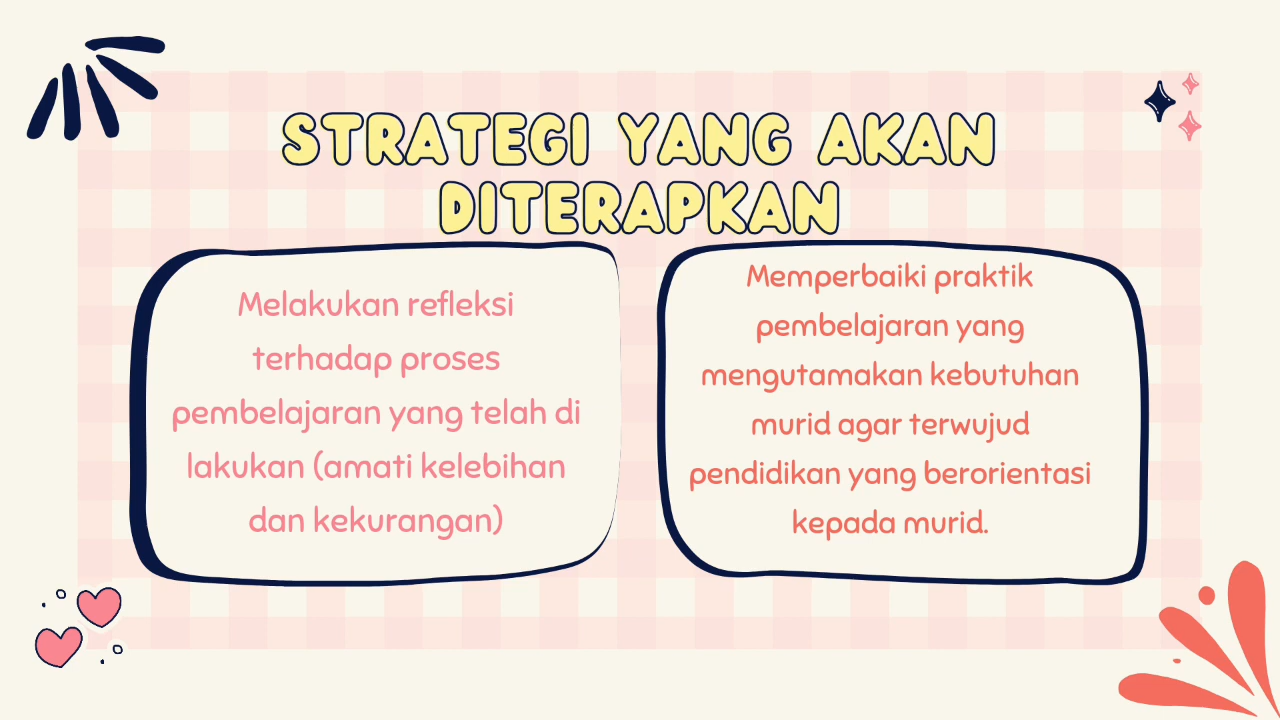 STRATEGI YANG AKAN
DITERAPKAN
Melakukan refleksi
terhadap proses
pembelajaran yang telah di
lakukan (amati kelebihan
dan kekurangan)
Memperbaiki praktik
pembelajaran yang
mengutamakan kebutuhan
murid agar terwujud
pendidikan yang berorientasi
kepada murid.